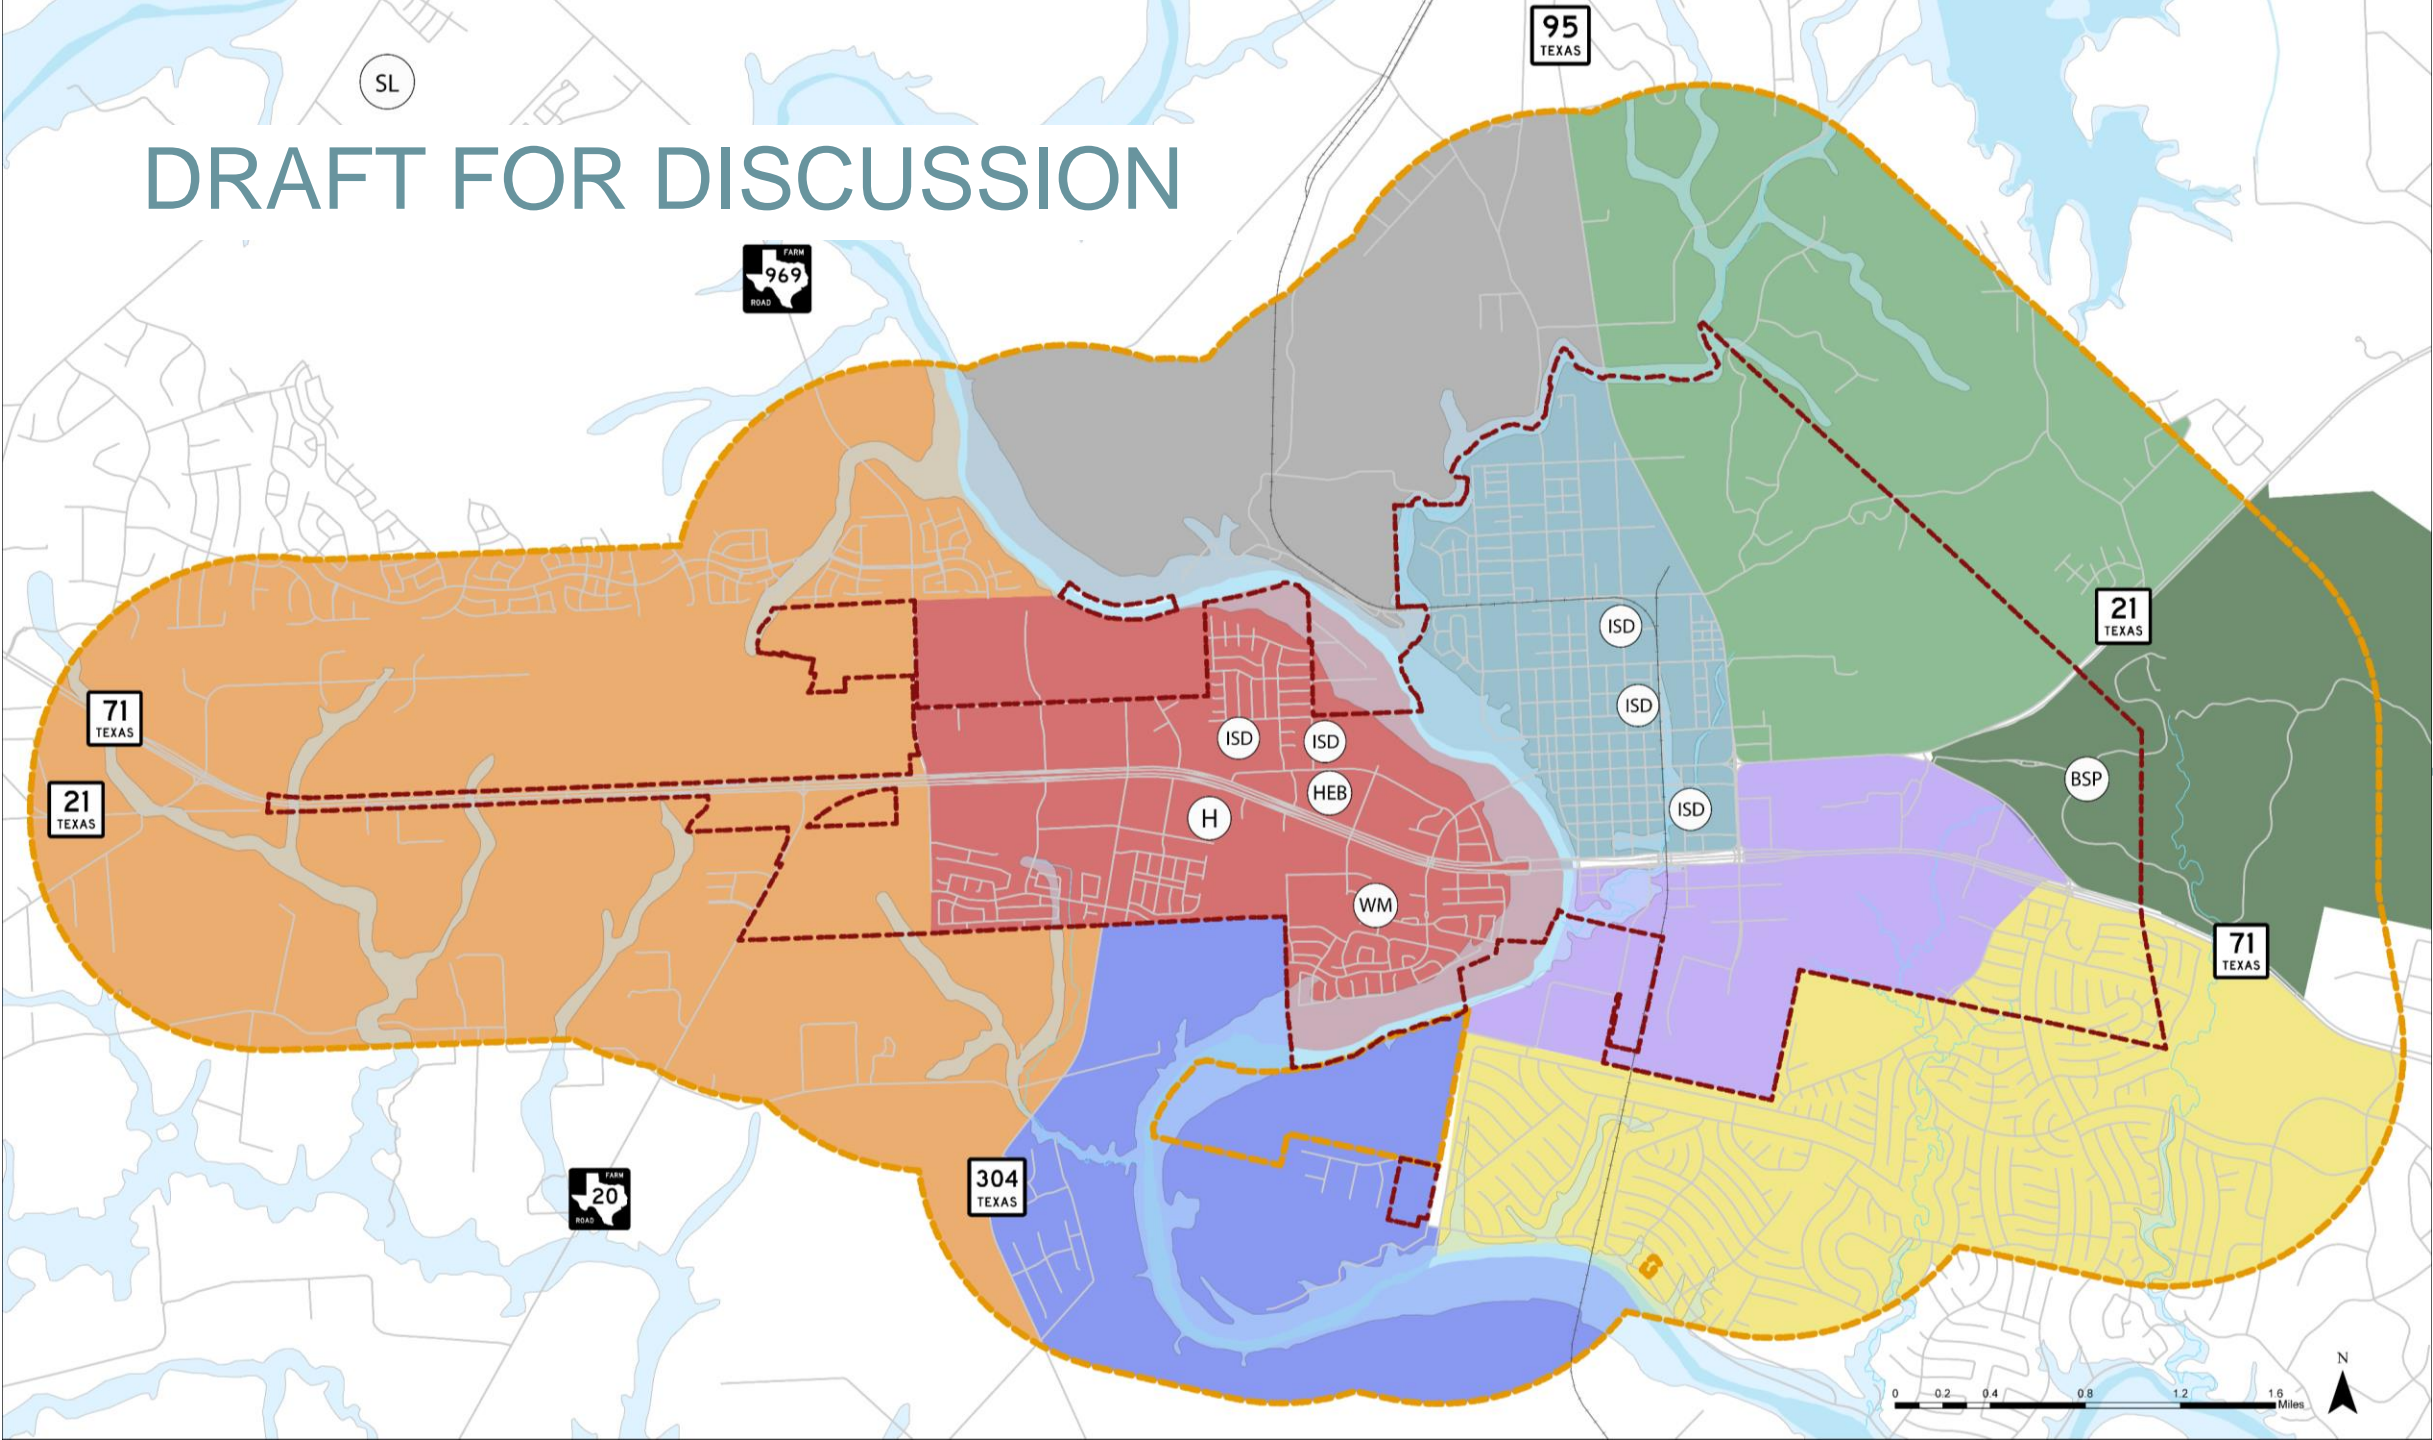 95
TEXAS
SL
DRAFT FOR DISCUSSION
FARM
969
ROAD
21
TEXAS
ISD
ISD
71
TEXAS
ISD
ISD
BSP
21
TEXAS
HEB
H
ISD
WM
71
TEXAS
304
TEXAS
FARM
20
ROAD
N
0 0.2 0.4 0.8 1.2 1.6
Miles